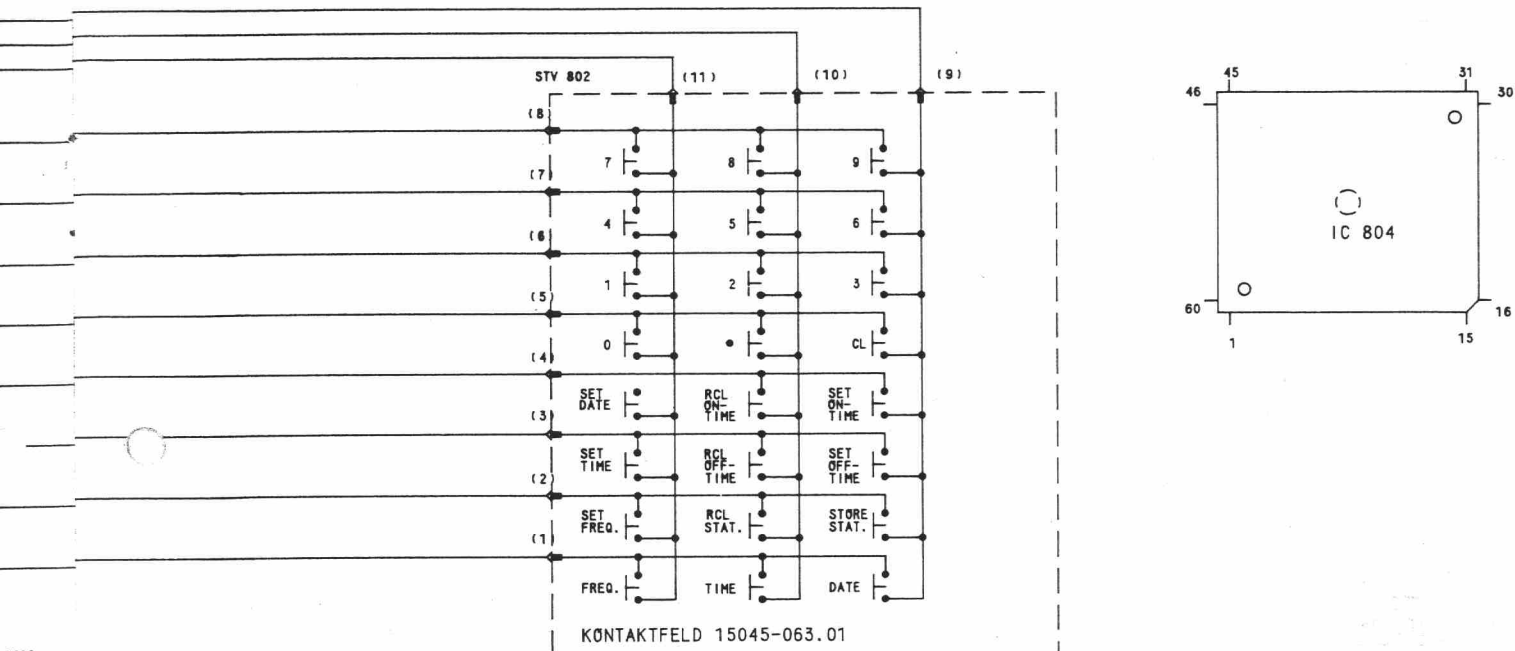 STV 802 (11) (10) (9)
(8)
7 8 9
(7)
4 5 6
(6)
1 2 3
(5)
0 • CL
(4)
SET DATE
RCL ON-TIME
SET ON-TIME
(3)
SET TIME
RCL OFF-TIME
SET OFF-TIME
(2)
SET FREQ.
RCL STAT.
STORE STAT.
(1)
FREQ. TIME DATE
KONTAKTFELD 15045-063.01
45 31
46 30
IC 804
60 16
1 15